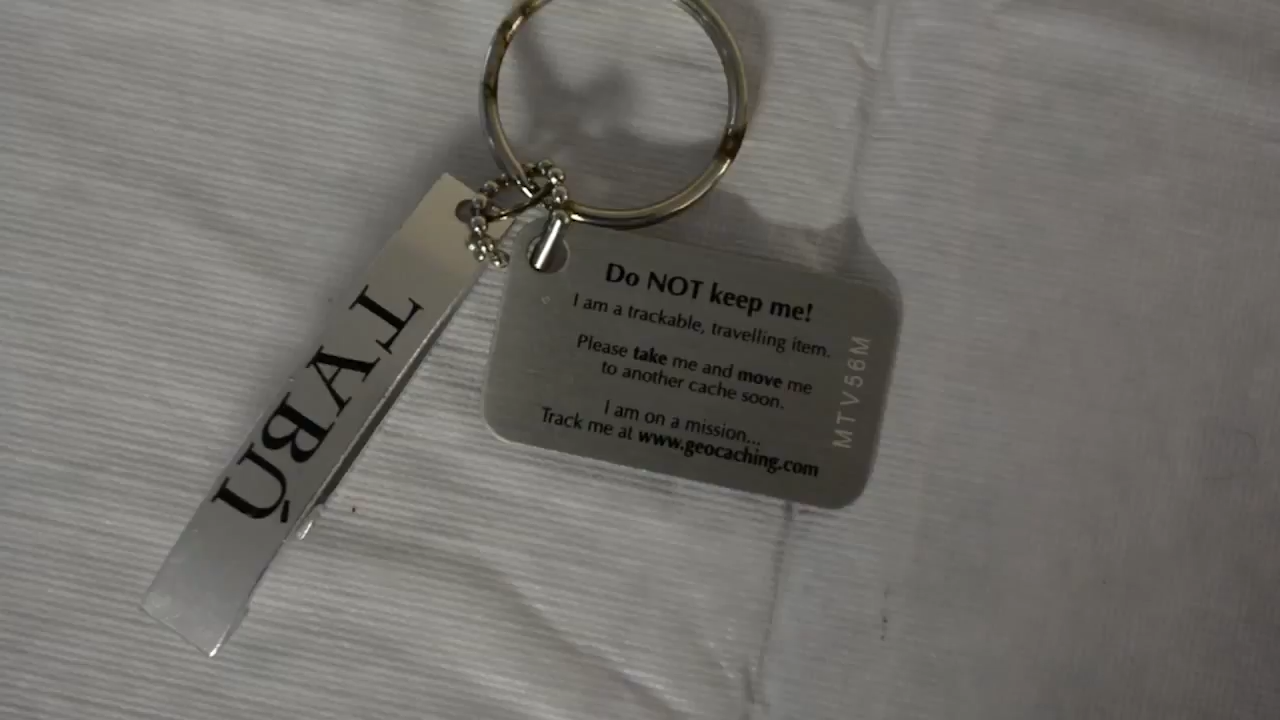 TABÚ
Do NOT keep me!
I am a trackable, travelling item.
Please take me and move me
to another cache soon.
I am on a mission...
Track me at www.geocaching.com
MTV56M